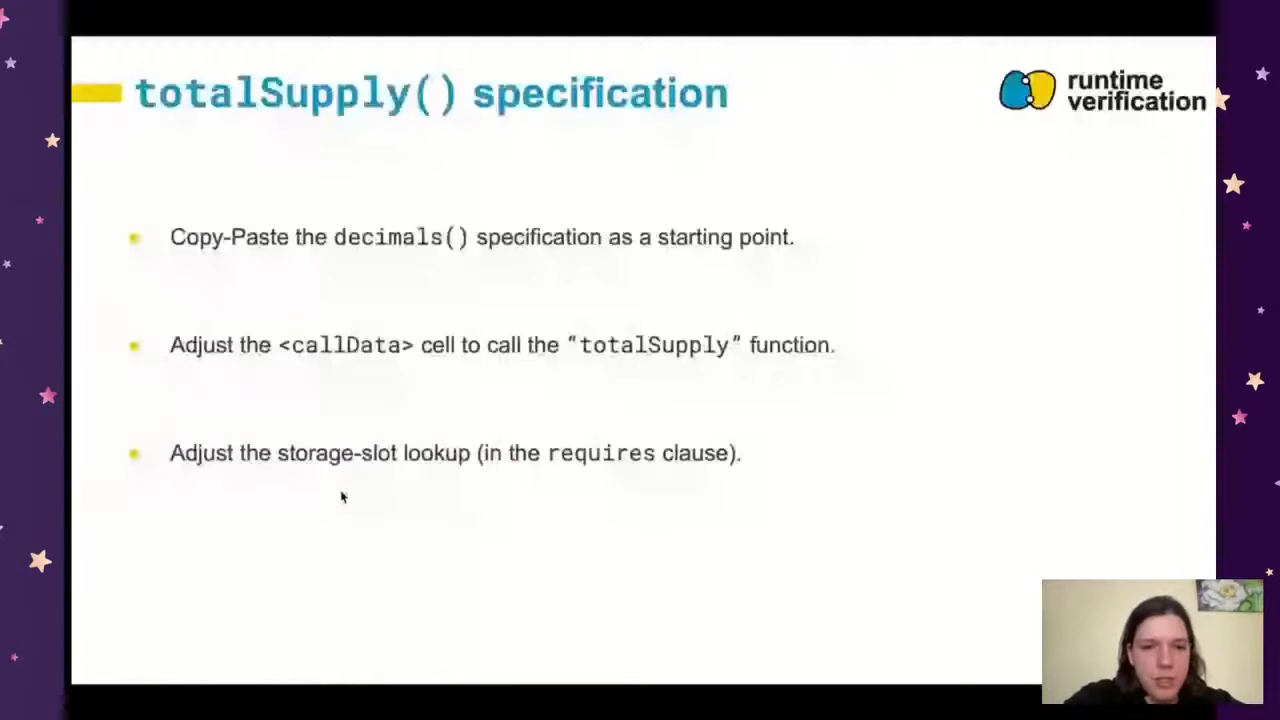 totalSupply() specification
runtime
verification
Copy-Paste the decimals() specification as a starting point.
Adjust the <callData> cell to call the "totalSupply" function.
Adjust the storage-slot lookup (in the requires clause).